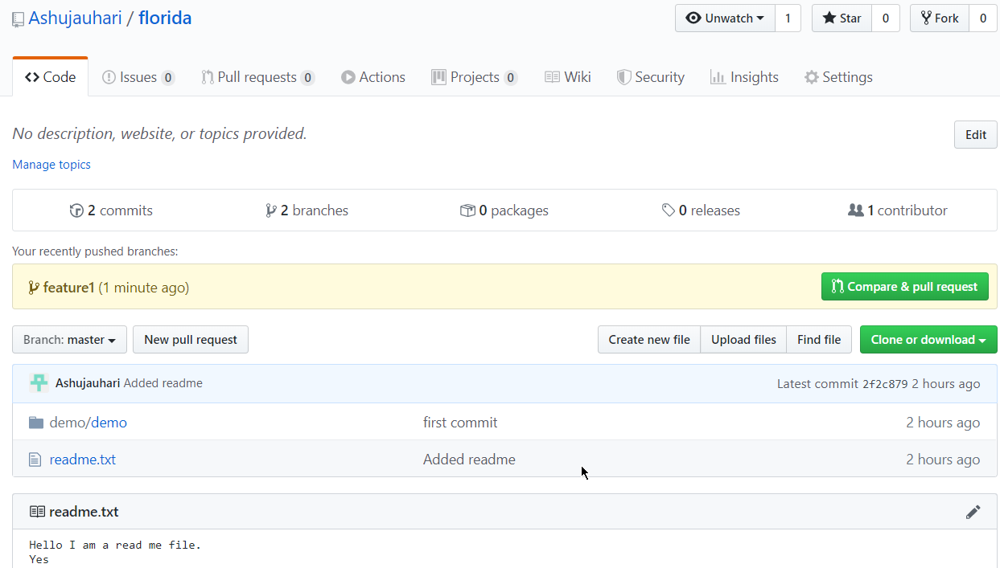 Ashujauhari / florida
Unwatch 1 Star 0 Fork 0
Code Issues 0 Pull requests 0 Actions Projects 0 Wiki Security Insights Settings
No description, website, or topics provided. Edit
Manage topics
2 commits 2 branches 0 packages 0 releases 1 contributor
Your recently pushed branches:
feature1 (1 minute ago) Compare & pull request
Branch: master New pull request Create new file Upload files Find file Clone or download
Ashujauhari Added readme Latest commit 2f2c879 2 hours ago
demo/demo first commit 2 hours ago
readme.txt Added readme 2 hours ago
readme.txt
Hello I am a read me file.
Yes